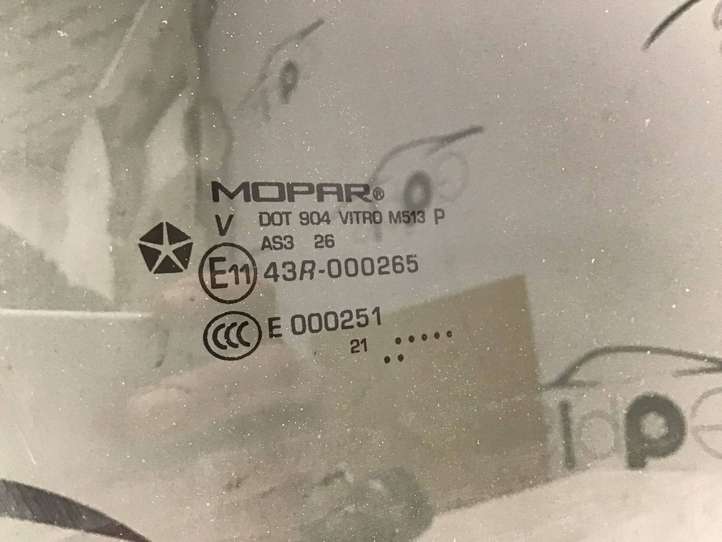 MOPAR®
V DOT 904 VITRO M513 P
AS3 26
E11 43R-000265
CCC E 000251
21 .....
..